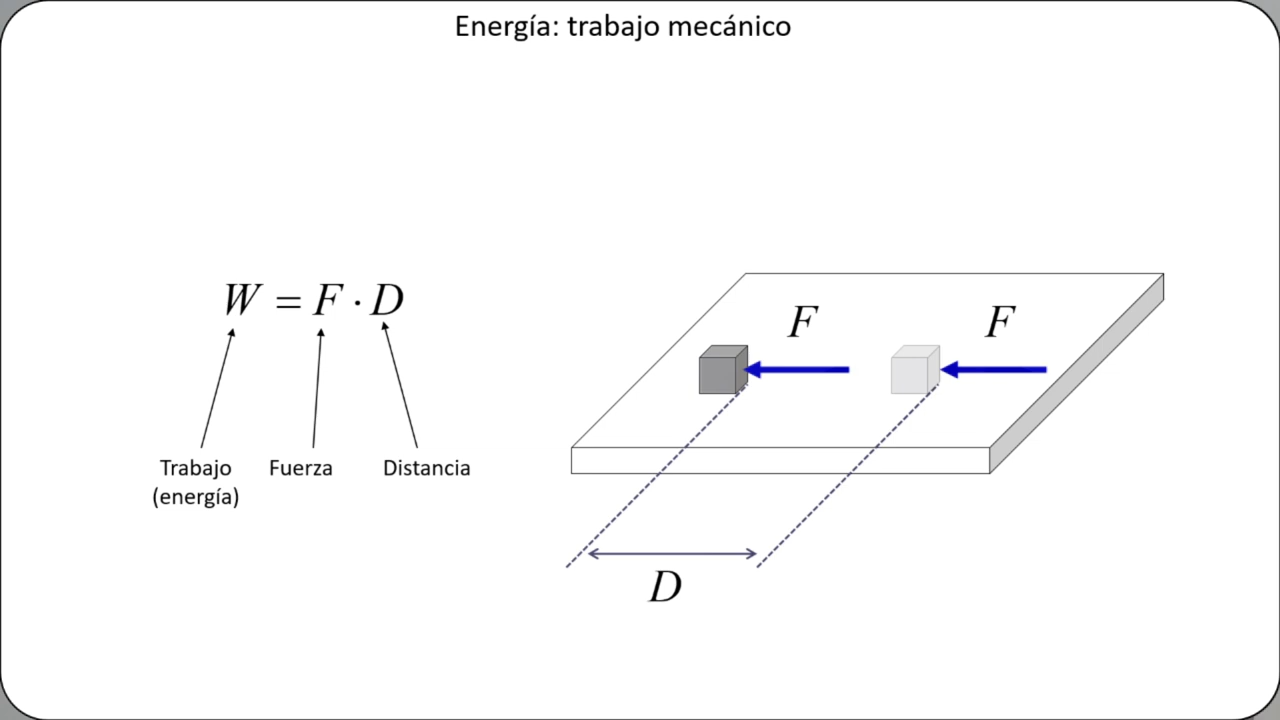 Energía: trabajo mecánico
W = F · D
Trabajo
(energía)
Fuerza
Distancia
F
F
D